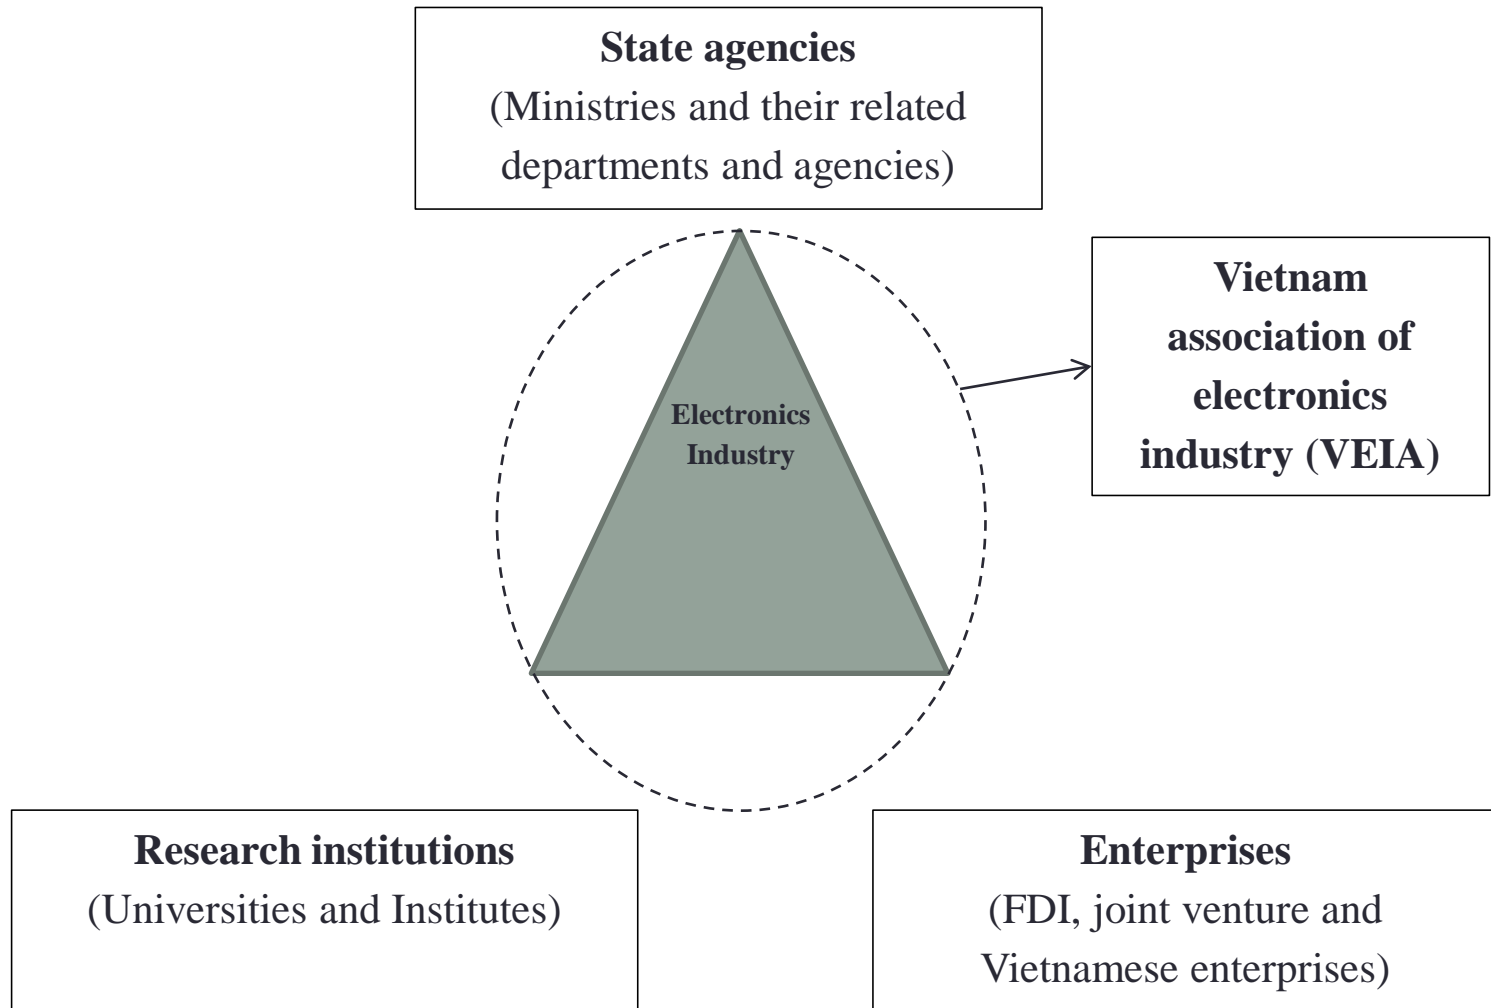 State agencies
(Ministries and their related
departments and agencies)
Vietnam
association of
electronics
industry (VEIA)
Electronics
Industry
Research institutions
(Universities and Institutes)
Enterprises
(FDI, joint venture and
Vietnamese enterprises)